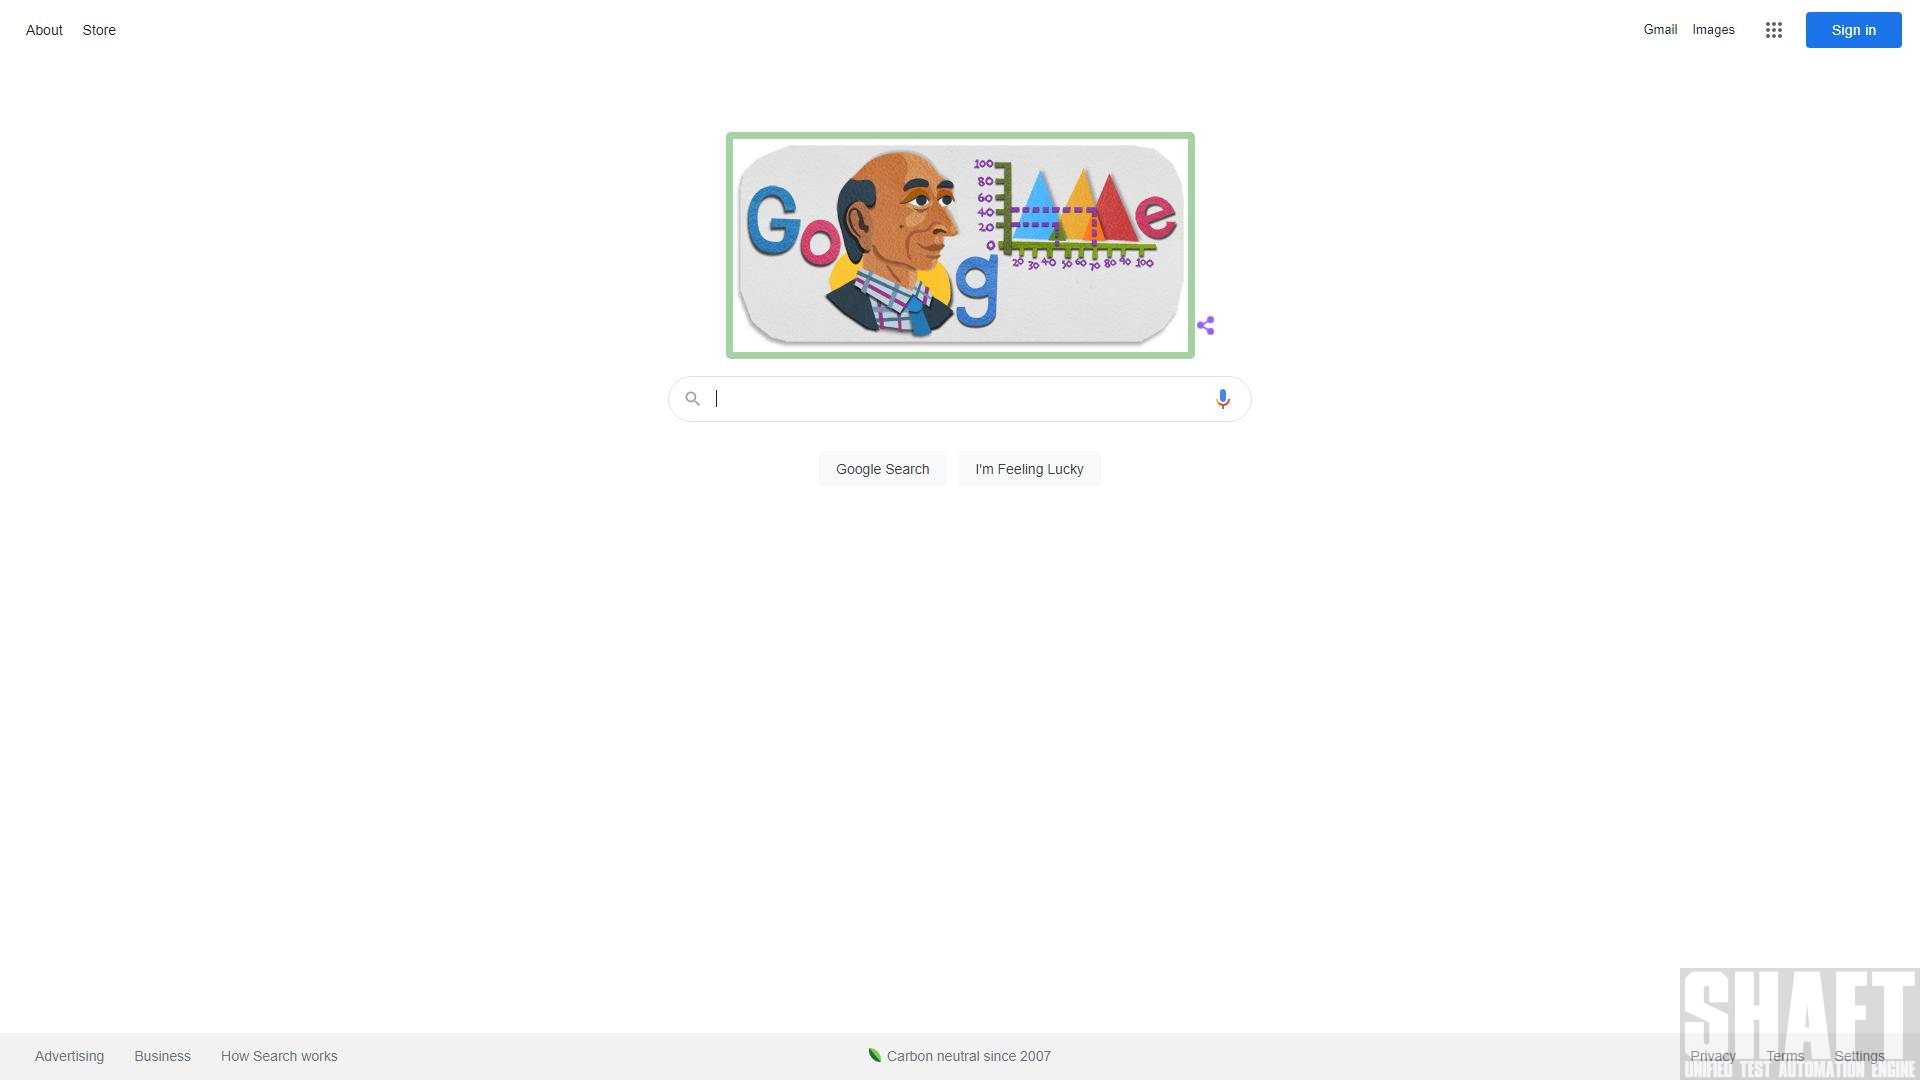 About Store
Gmail Images Sign in
Go g e
100
80
60
40
20
0
20 30 40 50 60 70 80 90 100
Google Search I'm Feeling Lucky
Advertising Business How Search works
Carbon neutral since 2007
Privacy Terms Settings
SHAFT
UNIFIED TEST AUTOMATION ENGINE